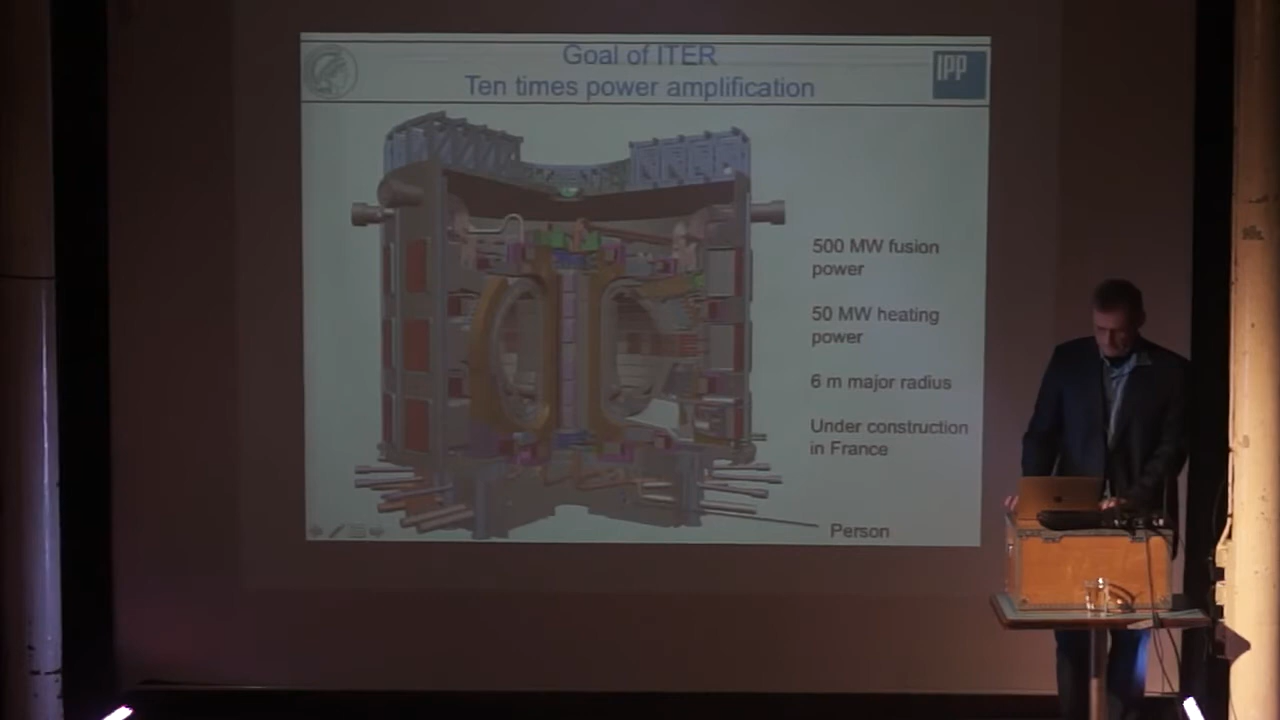 Goal of ITER
Ten times power amplification
IPP
500 MW fusion
power
50 MW heating
power
6 m major radius
Under construction
in France
Person